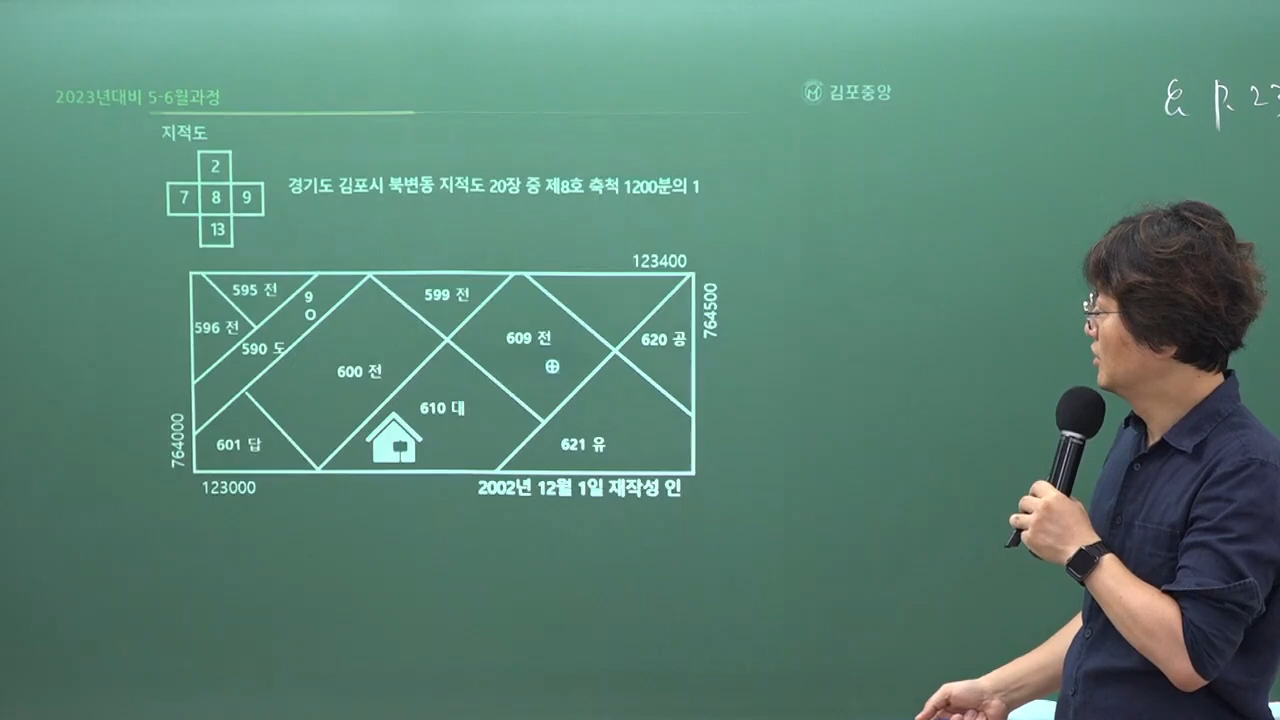 2023년대비 5-6월과정
김포중앙
& p. 23
지적도
2
7 8 9
13
경기도 김포시 북변동 지적도 20장 중 제8호 축척 1200분의 1
123400
764500
595 전
9
599 전
596 전
590 도
609 전
620 공
600 전
610 대
601 답
621 유
764000
123000
2002년 12월 1일 재작성 인